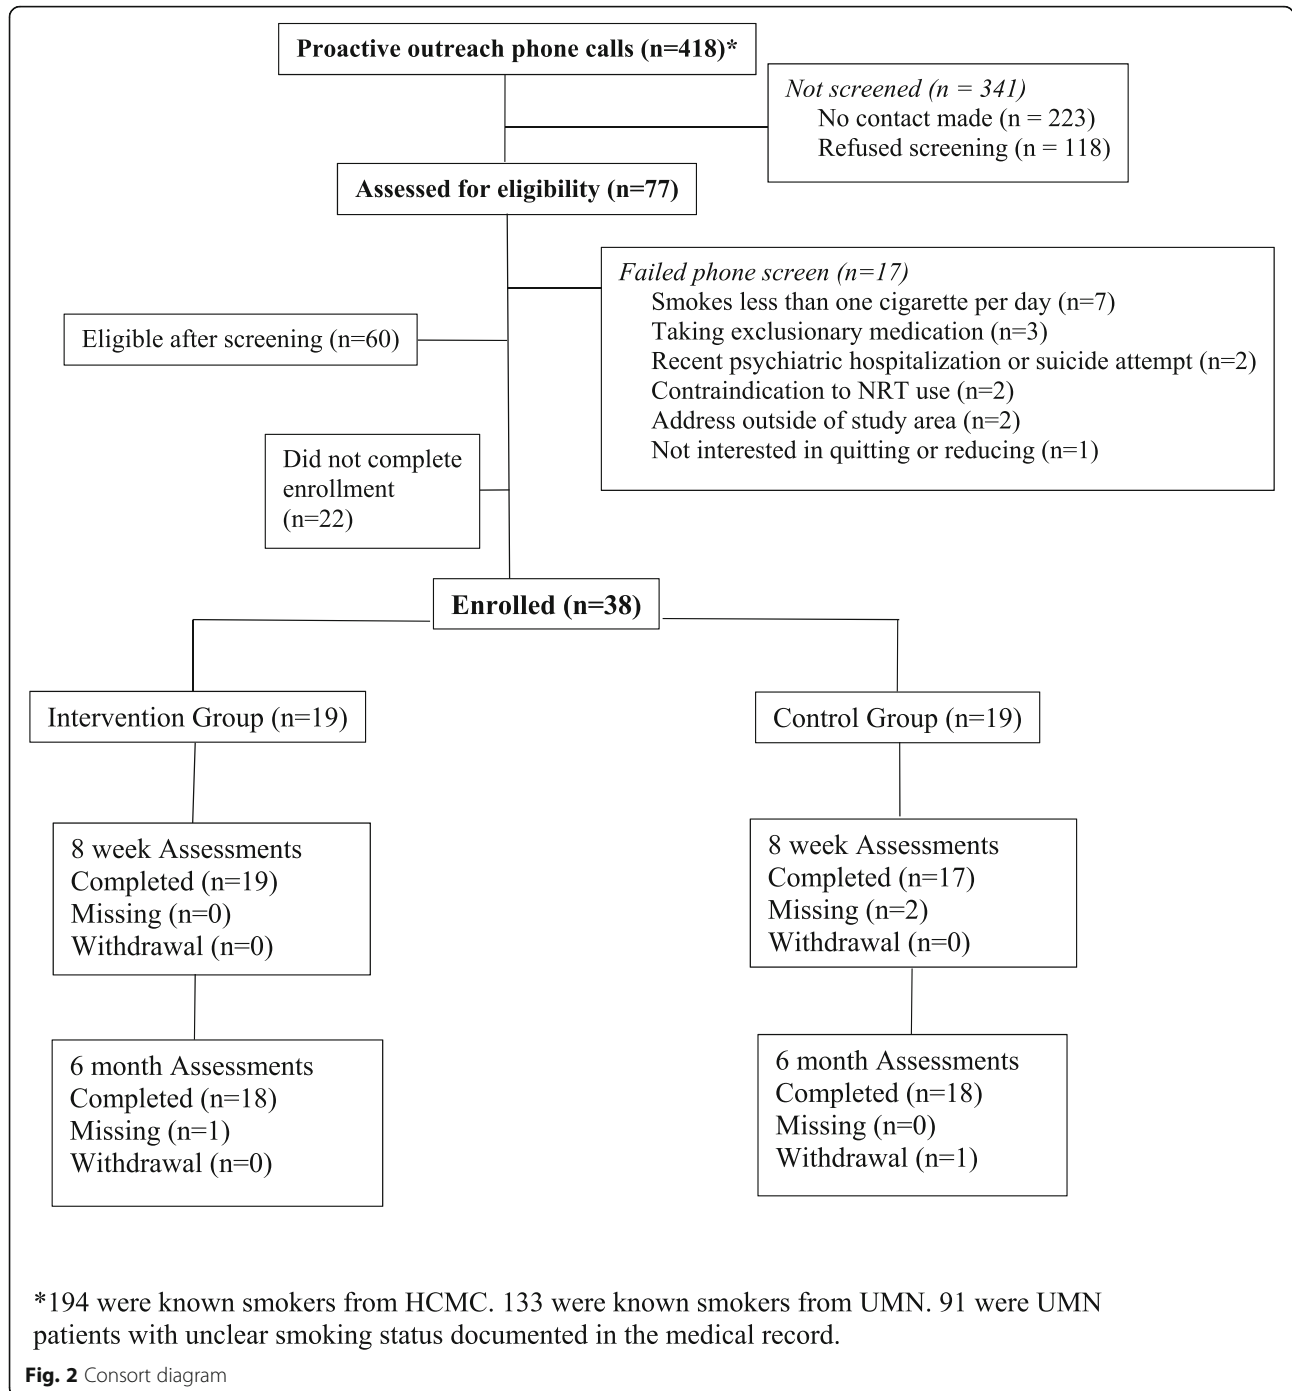 Proactive outreach phone calls (n=418)*
Not screened (n = 341)
No contact made (n = 223)
Refused screening (n = 118)
Assessed for eligibility (n=77)
Failed phone screen (n=17)
Smokes less than one cigarette per day (n=7)
Taking exclusionary medication (n=3)
Recent psychiatric hospitalization or suicide attempt (n=2)
Contraindication to NRT use (n=2)
Address outside of study area (n=2)
Not interested in quitting or reducing (n=1)
Eligible after screening (n=60)
Did not complete
enrollment
(n=22)
Enrolled (n=38)
Intervention Group (n=19)
Control Group (n=19)
8 week Assessments
Completed (n=19)
Missing (n=0)
Withdrawal (n=0)
8 week Assessments
Completed (n=17)
Missing (n=2)
Withdrawal (n=0)
6 month Assessments
Completed (n=18)
Missing (n=1)
Withdrawal (n=0)
6 month Assessments
Completed (n=18)
Missing (n=0)
Withdrawal (n=1)
*194 were known smokers from HCMC. 133 were known smokers from UMN. 91 were UMN
patients with unclear smoking status documented in the medical record.
Fig. 2 Consort diagram